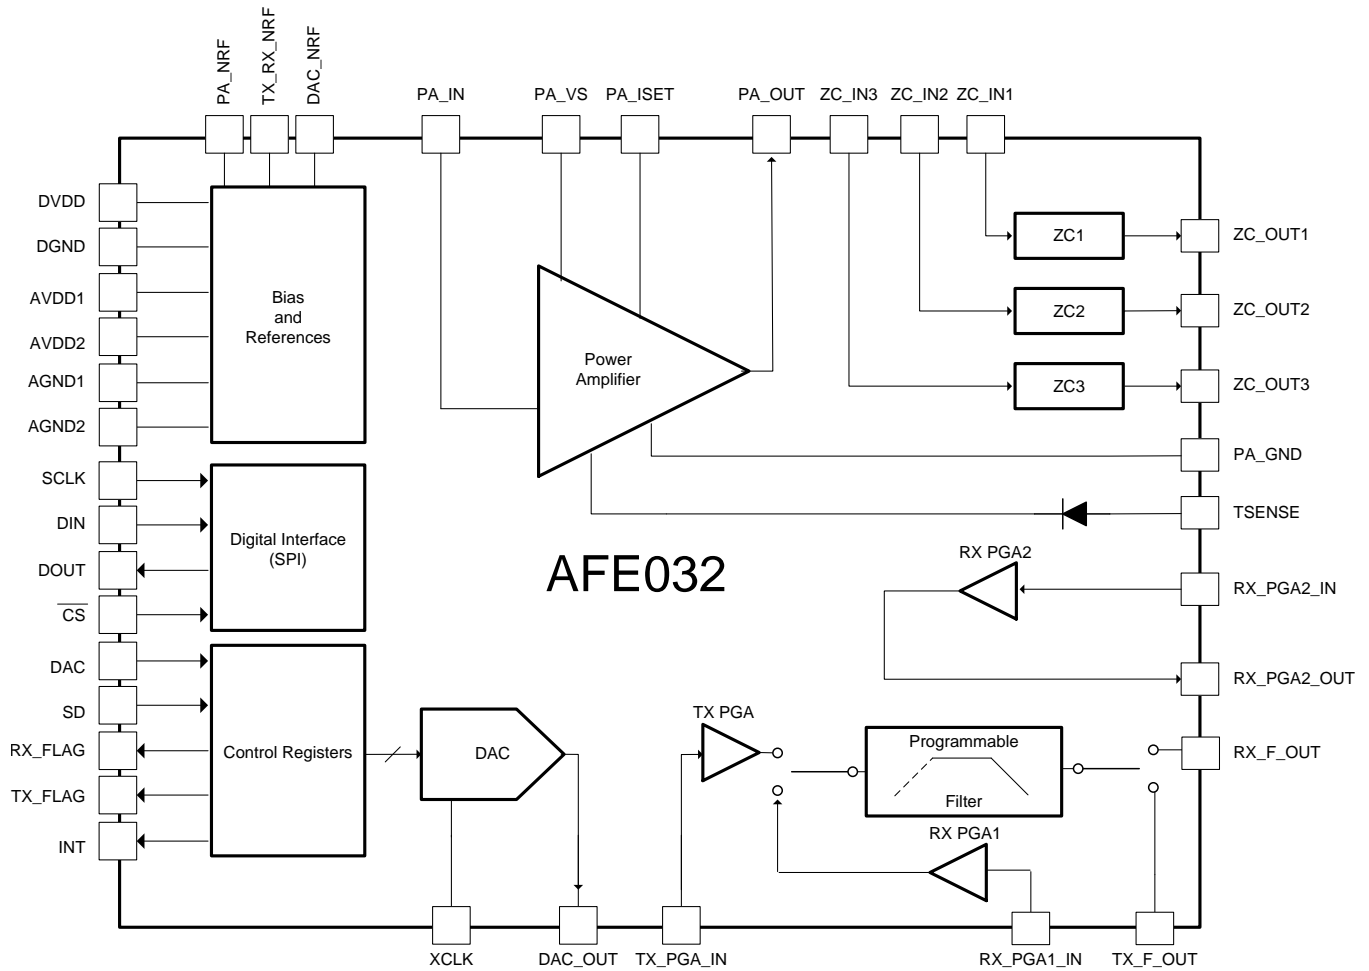 PA_NRF
TX_RX_NRF
DAC_NRF
PA_IN
PA_VS
PA_ISET
PA_OUT
ZC_IN3
ZC_IN2
ZC_IN1
DVDD
DGND
AVDD1
AVDD2
AGND1
AGND2
SCLK
DIN
DOUT
CS
DAC
SD
RX_FLAG
TX_FLAG
INT
Bias
and
References
Digital Interface
(SPI)
Control Registers
DAC
Power
Amplifier
AFE032
ZC1
ZC2
ZC3
ZC_OUT1
ZC_OUT2
ZC_OUT3
PA_GND
TSENSE
RX PGA2
RX_PGA2_IN
RX_PGA2_OUT
TX PGA
Programmable
Filter
RX_F_OUT
RX PGA1
XCLK
DAC_OUT
TX_PGA_IN
RX_PGA1_IN
TX_F_OUT